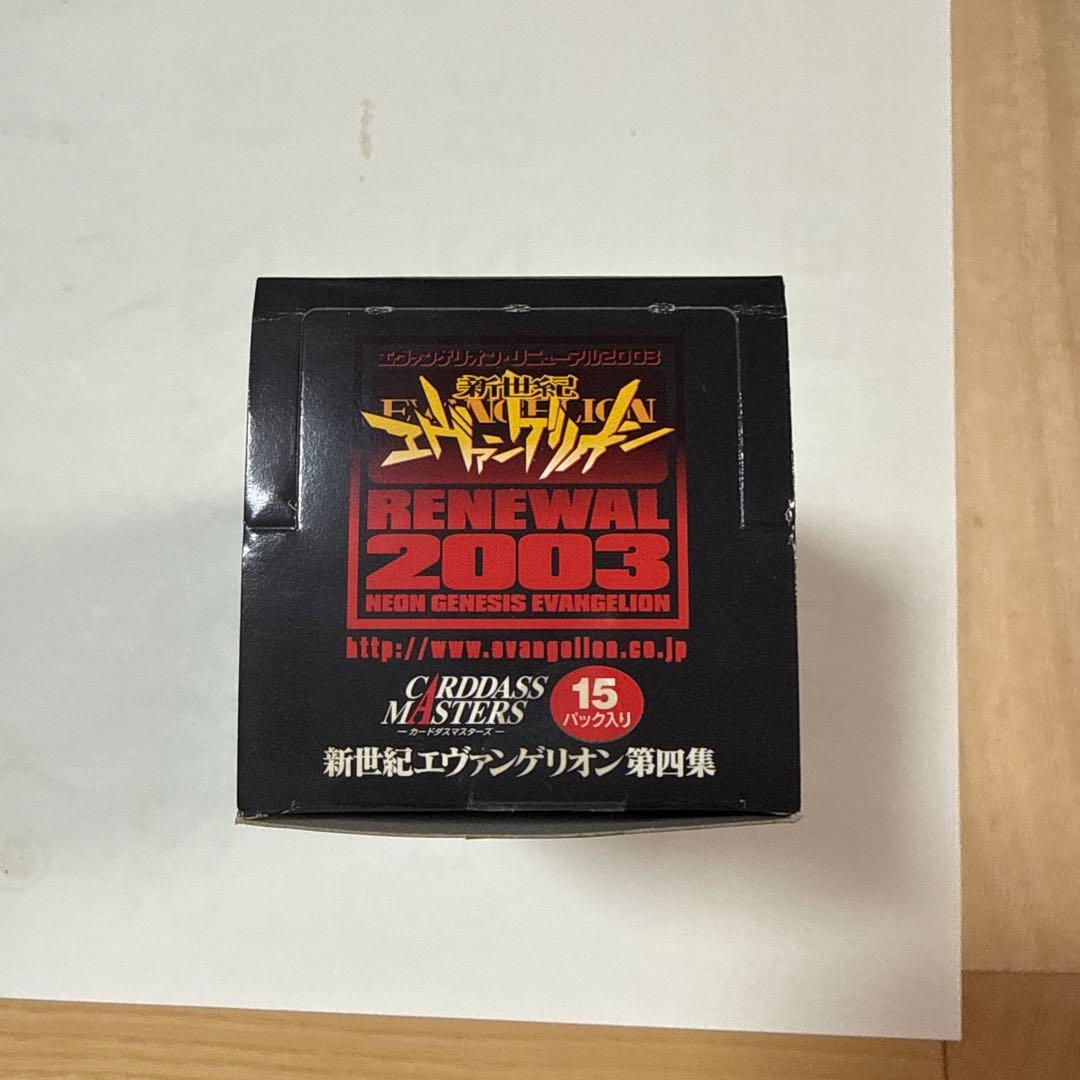 エヴァンゲリオン・リニューアル2003
新世紀
EVANGELION
エヴァンゲリオン
RENEWAL
2003
NEON GENESIS EVANGELION
http://www.evangelion.co.jp
CARDDASS
MASTERS
カードダスマスターズ
15
パック入り
新世紀エヴァンゲリオン第四集